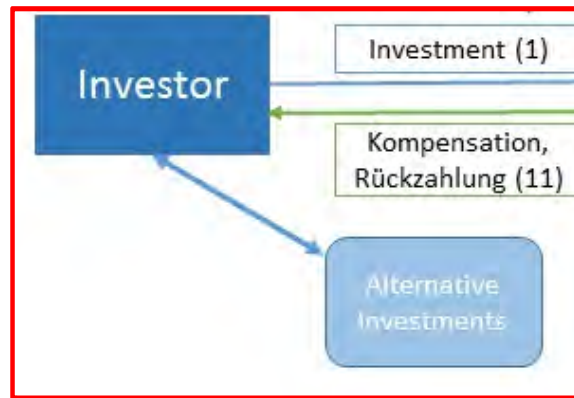 Investor
Investment (1)
Kompensation,
Rückzahlung (11)
Alternative
Investments